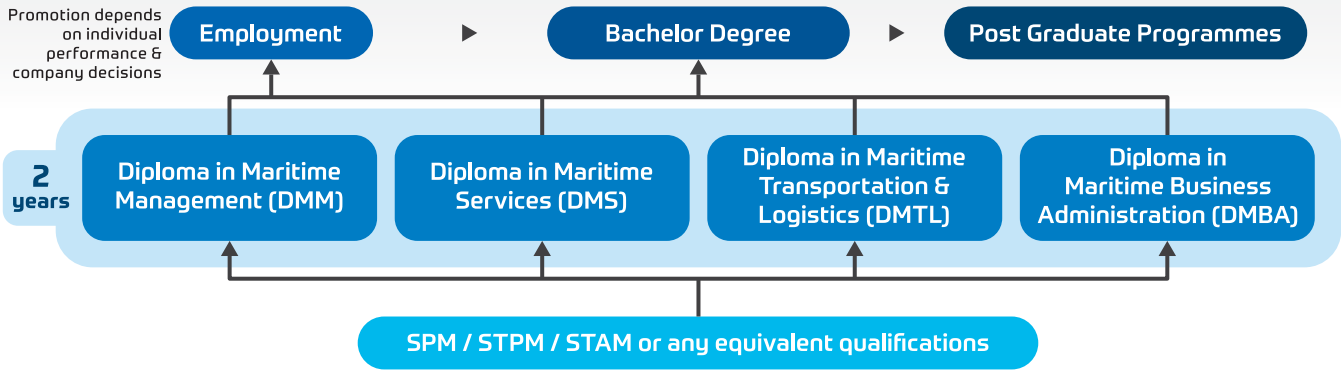 Promotion depends
on individual
performance &
company decisions
Employment
Bachelor Degree
Post Graduate Programmes
2
years
Diploma in Maritime
Management (DMM)
Diploma in Maritime
Services (DMS)
Diploma in Maritime
Transportation &
Logistics (DMTL)
Diploma in
Maritime Business
Administration (DMBA)
SPM / STPM / STAM or any equivalent qualifications